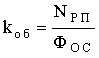 kоб = NРП / ФОС